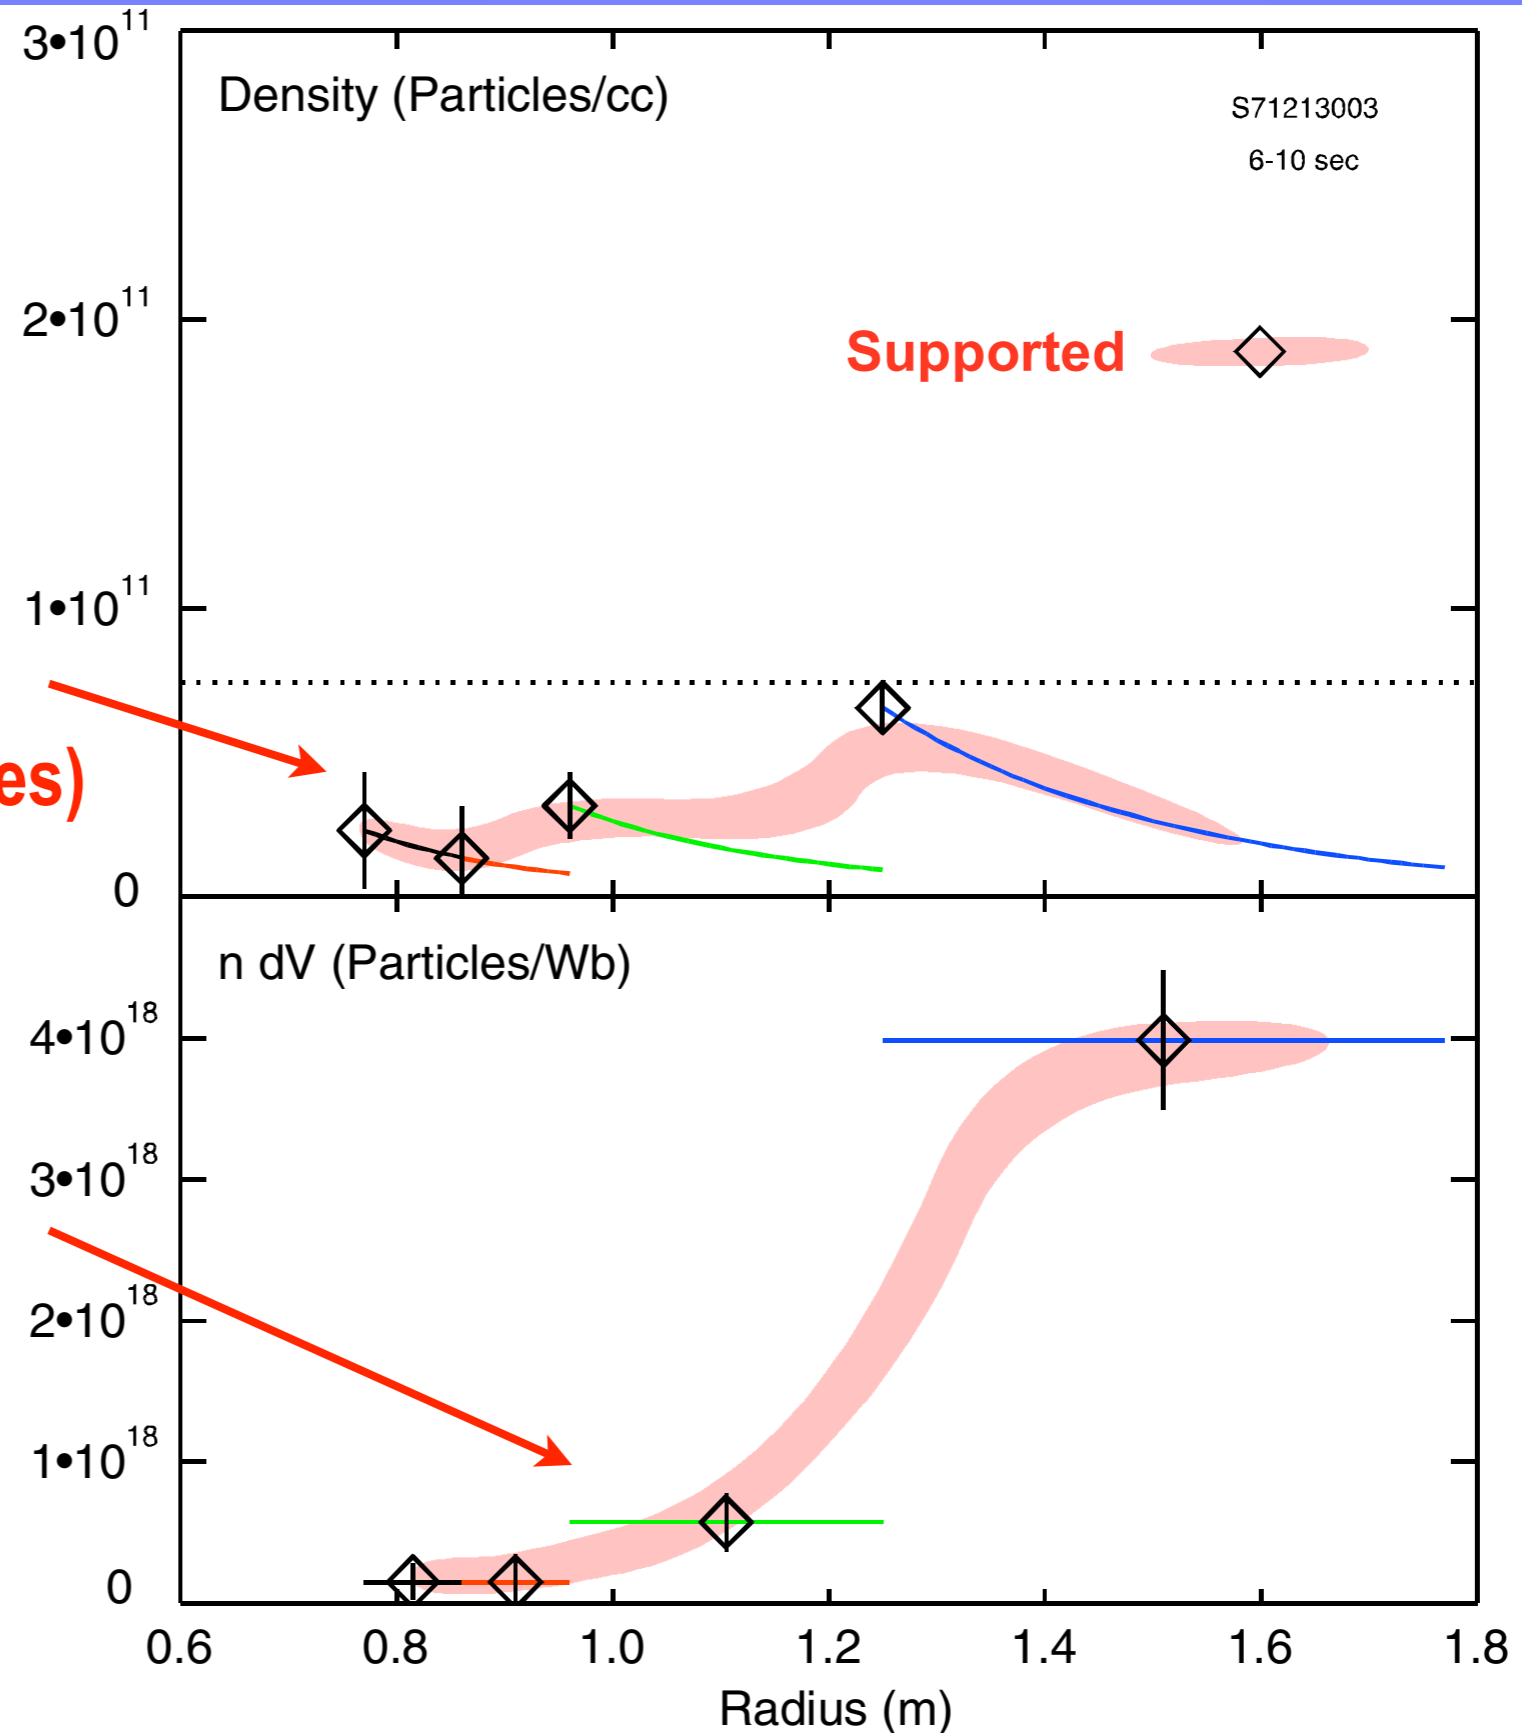 3•10^11
Density (Particles/cc)
S71213003
6-10 sec
2•10^11
Supported
1•10^11
es)
0
n dV (Particles/Wb)
4•10^18
3•10^18
2•10^18
1•10^18
0
0.6 0.8 1.0 1.2 1.4 1.6 1.8
Radius (m)